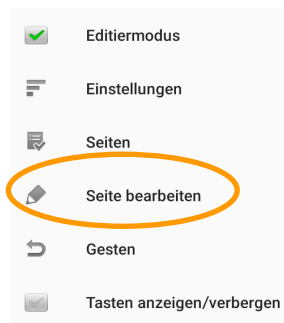 Editiermodus
Einstellungen
Seiten
Seite bearbeiten
Gesten
Tasten anzeigen/verbergen